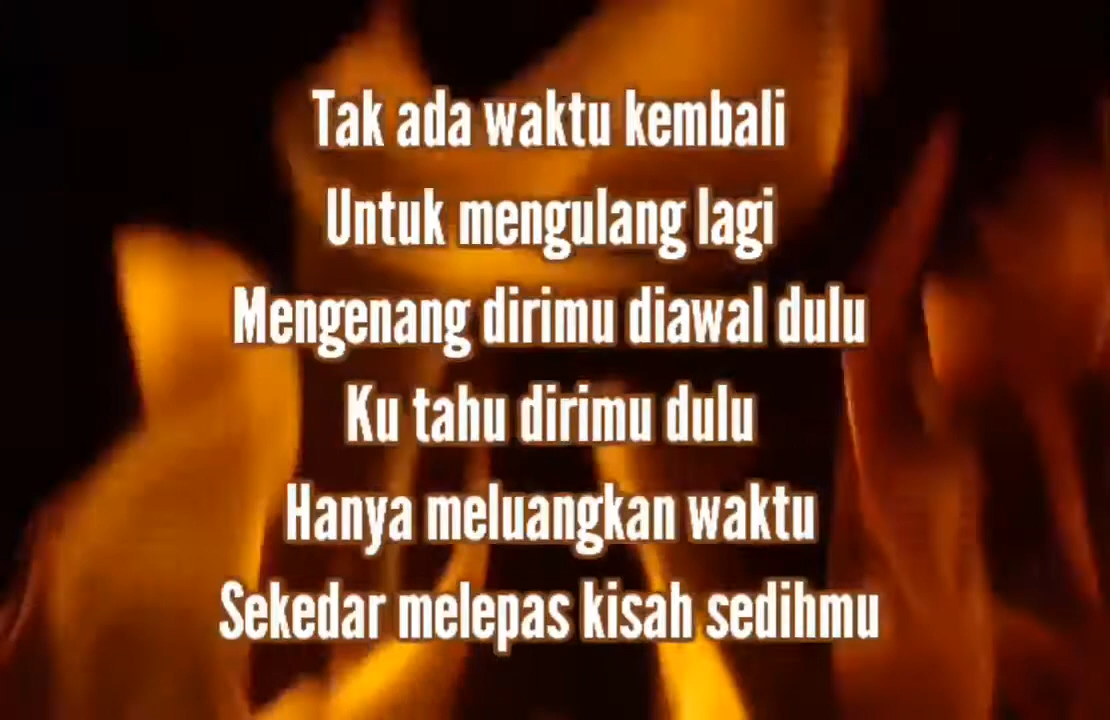 Tak ada waktu kembali
Untuk mengulang lagi
Mengenang dirimu diawal dulu
Ku tahu dirimu dulu
Hanya meluangkan waktu
Sekedar melepas kisah sedihmu